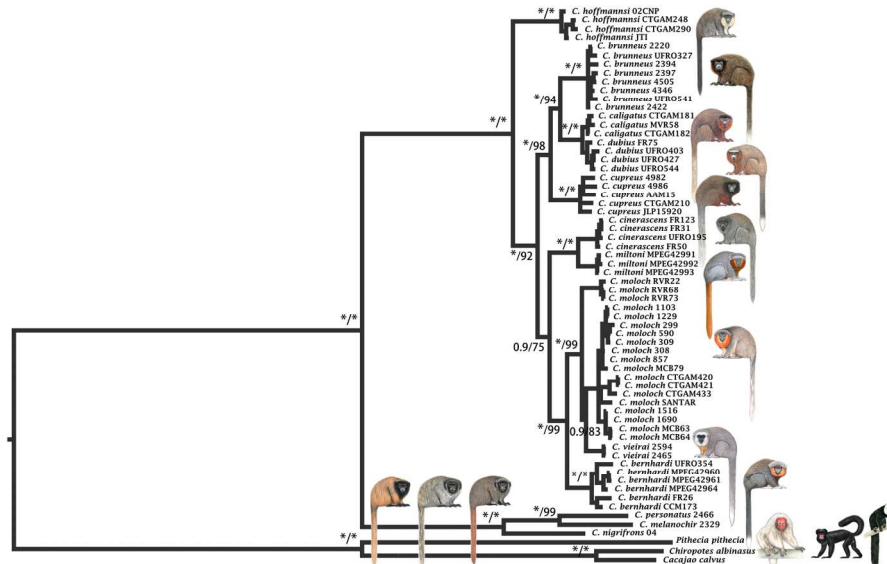 */*
C. hoffmannsi 02CNP
C. hoffmannsi CTGAM248
C. hoffmannsi CTGAM290
C. hoffmannsi JTI
C. brunneus 2220
C. brunneus UFRO327
*/*
C. brunneus 2394
C. brunneus 2397
C. brunneus 4505
C. brunneus 4346
*/94
C. brunneus UFRO541
C. brunneus 2422
C. caligatus CTGAM181
*/*
*/*
C. caligatus MVR58
C. caligatus CTGAM182
*/98
C. dubius FR75
C. dubius UFRO403
C. dubius UFRO427
C. dubius UFRO544
C. cupreus 4982
*/*
C. cupreus 4986
C. cupreus AAM15
C. cupreus CTGAM210
C. cupreus JLP15920
C. cinerascens FR123
C. cinerascens FR31
*/*
C. cinerascens UFRO195
C. cinerascens FR50
*/92
C. miltoni MPEG42991
C. miltoni MPEG42992
C. miltoni MPEG42993
C. moloch RVR22
C. moloch RVR68
C. moloch RVR73
C. moloch 1103
*/*
C. moloch 1229
C. moloch 299
C. moloch 590
C. moloch 309
0.9/75
*/99
C. moloch 308
C. moloch 857
C. moloch MCB79
C. moloch CTGAM420
C. moloch CTGAM421
C. moloch CTGAM433
C. moloch SANTAR
C. moloch 1516
C. moloch 1690
*/99
0.9/83
C. moloch MCB63
C. moloch MCB64
C. vieirai 2594
C. vieirai 2465
C. bernhardi UFRO354
*/*
C. bernhardi MPEG42960
C. bernhardi MPEG42961
C. bernhardi MPEG42964
C. bernhardi FR26
C. bernhardi CCM173
*/99
C. personatus 2466
*/*
C. melanochir 2329
C. nigrifrons 04
*/*
Pithecia pithecia
*/*
Chiropotes albinasus
Cacajao calvus